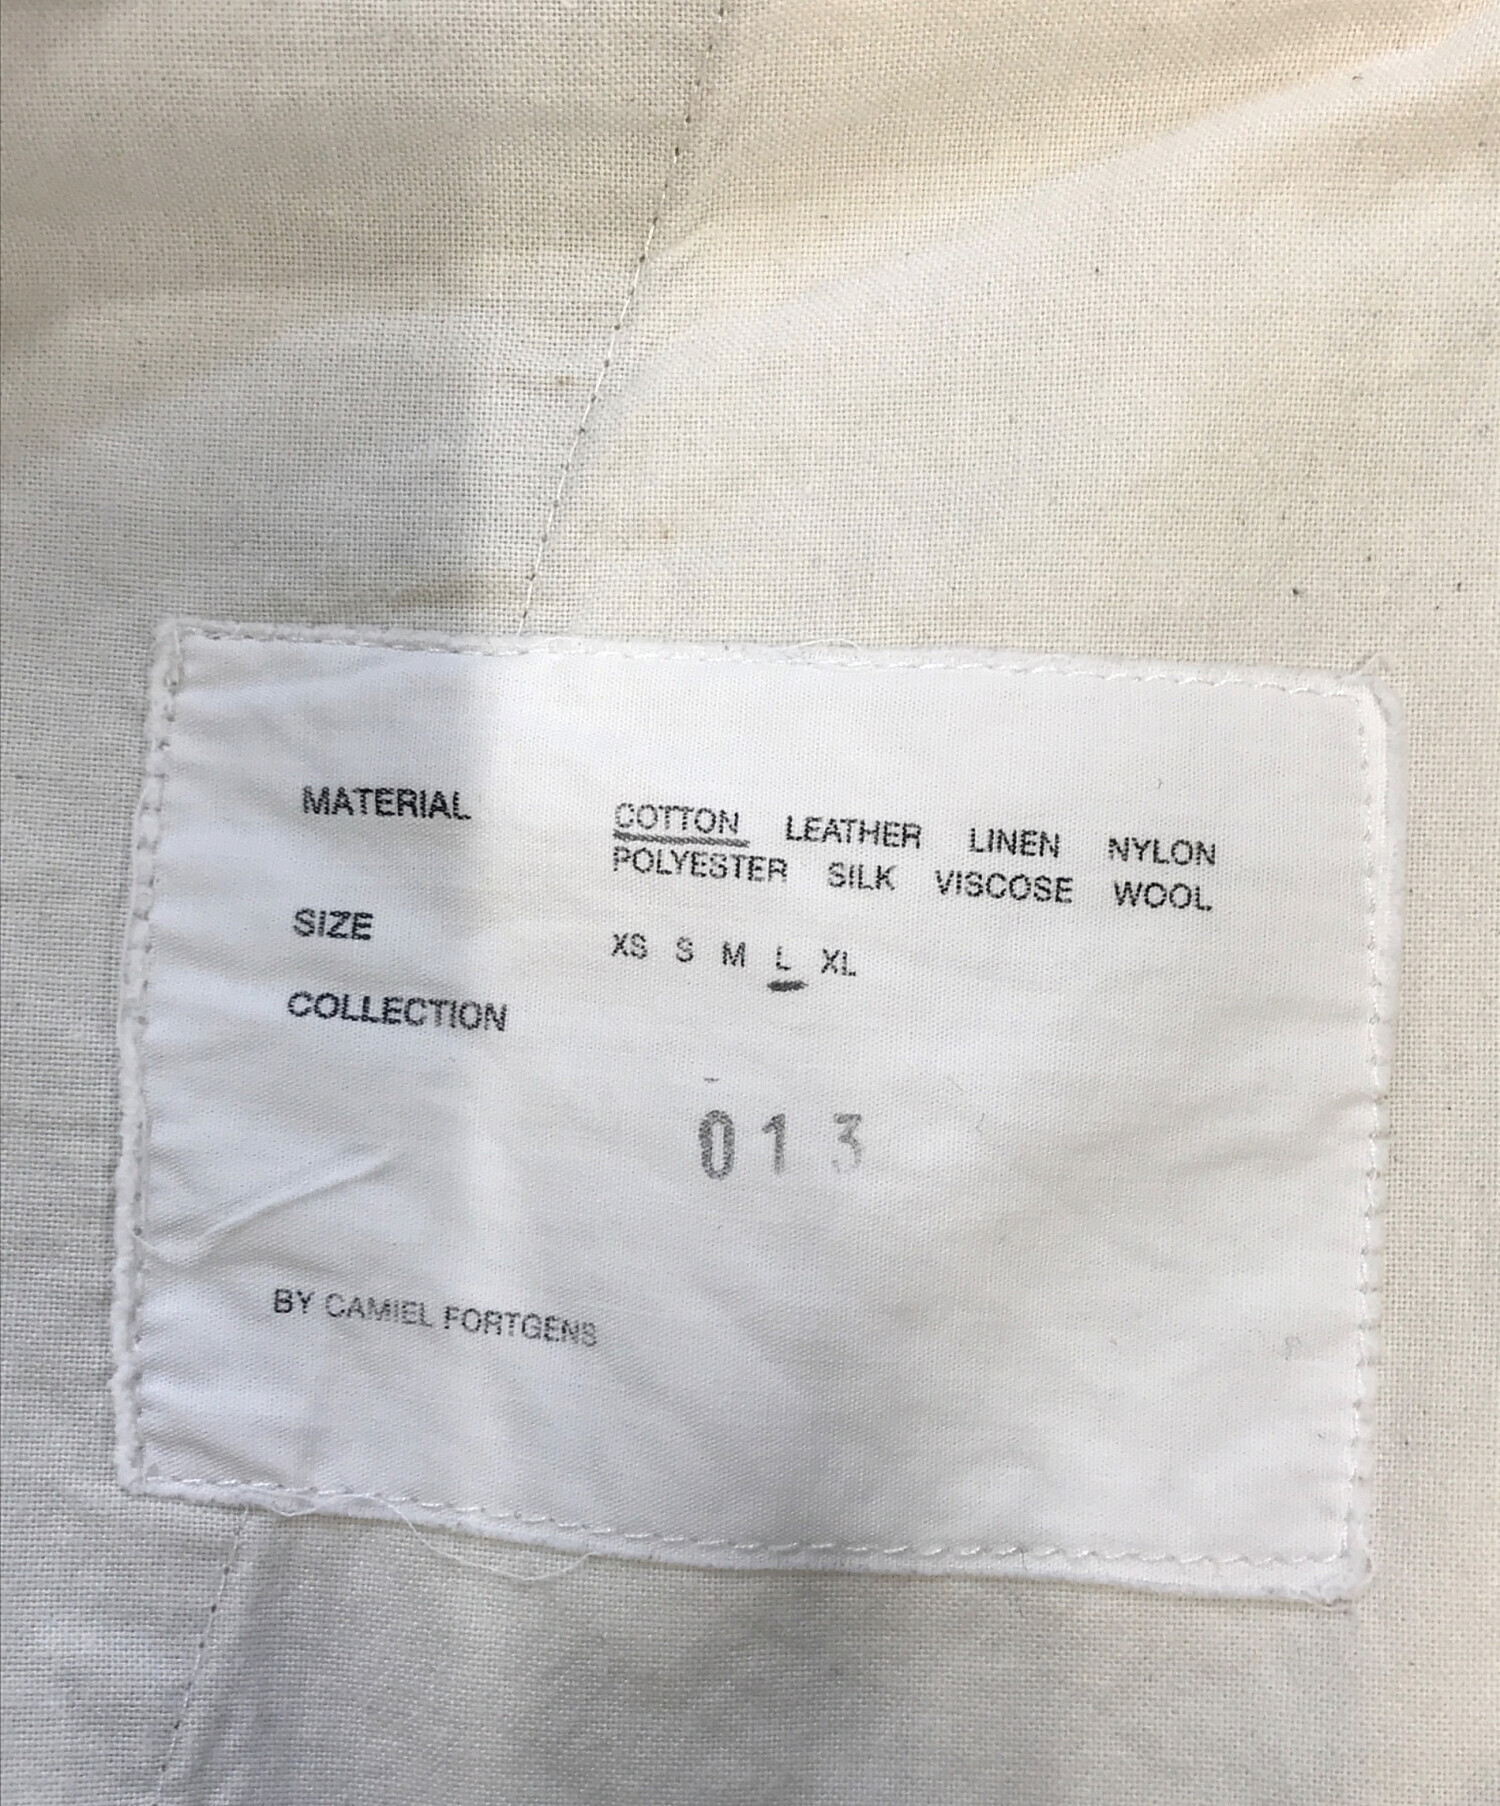 MATERIAL COTTON LEATHER LINEN NYLON
POLYESTER SILK VISCOSE WOOL
SIZE XS S M L XL
COLLECTION
013
BY CAMIEL FORTGENS